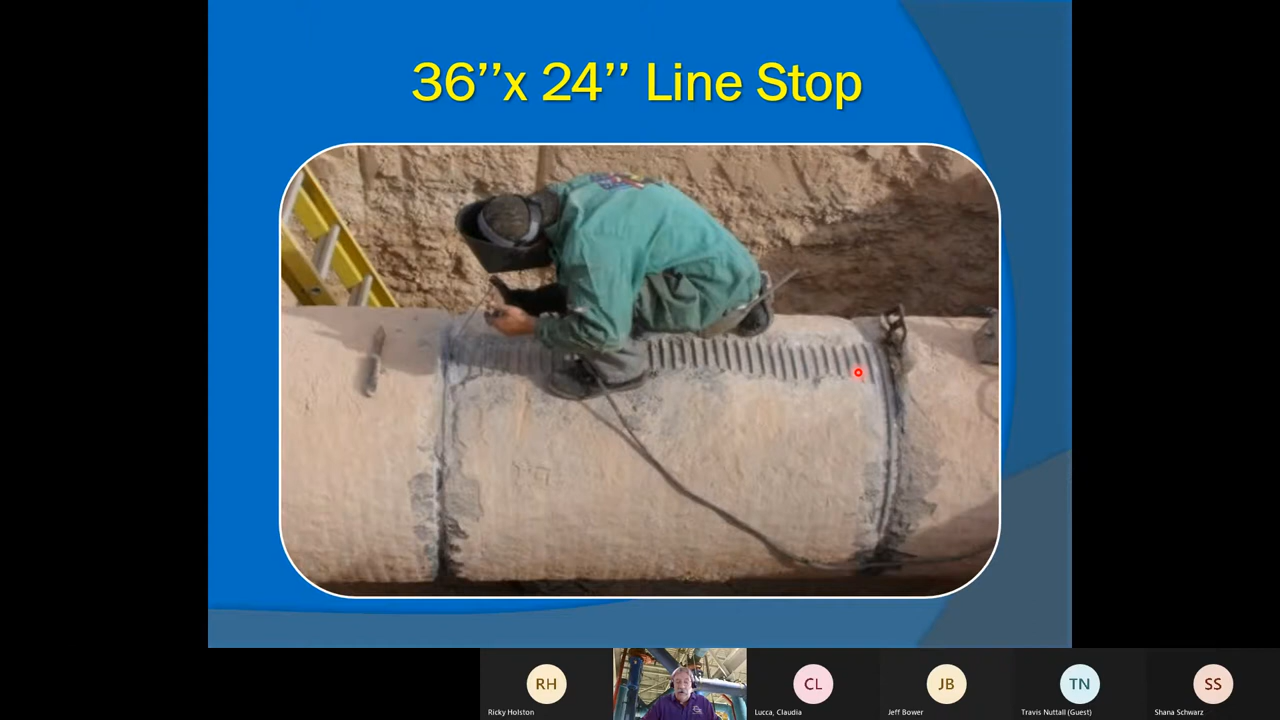 36’’x 24’’ Line Stop
RH
CL
JB
TN
SS
Ricky Holston
Lucca, Claudia
Jeff Bower
Travis Nuttall (Guest)
Shana Schwarz